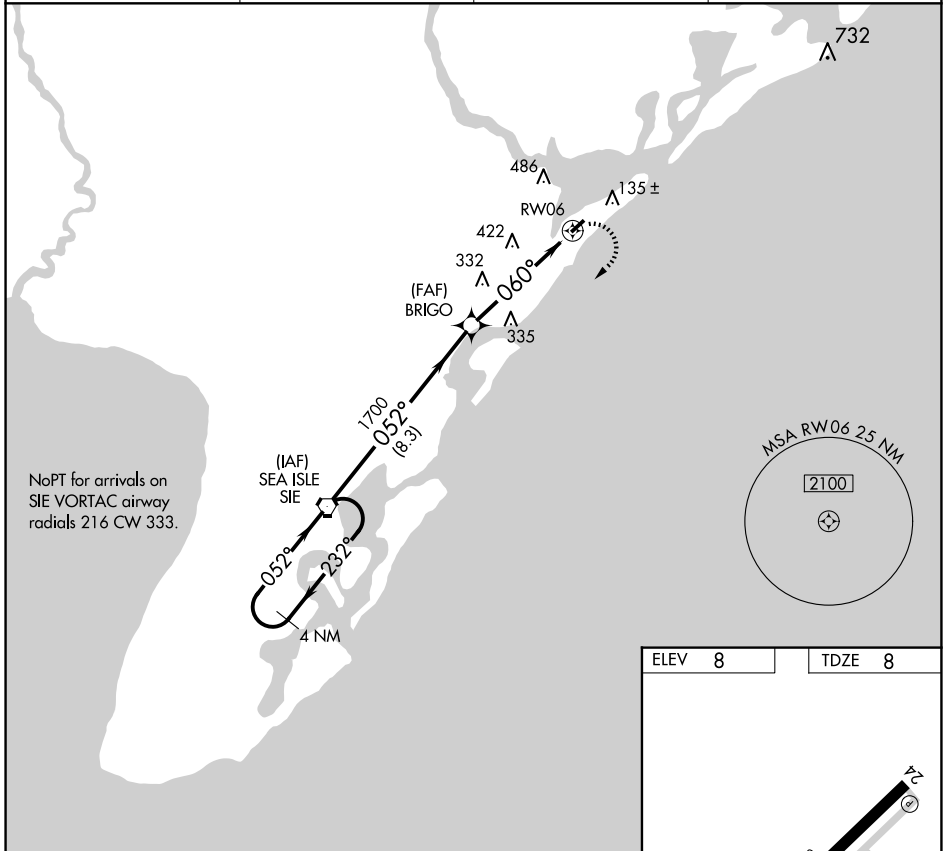 732
486
135 ±
RW06
422
332
060°
(FAF)
BRIGO
335
1700
052°
(8.3)
MSA RW06 25 NM
2100
(IAF)
SEA ISLE
SIE
NoPT for arrivals on
SIE VORTAC airway
radials 216 CW 333.
052°
232°
4 NM
ELEV 8
TDZE 8
24
P